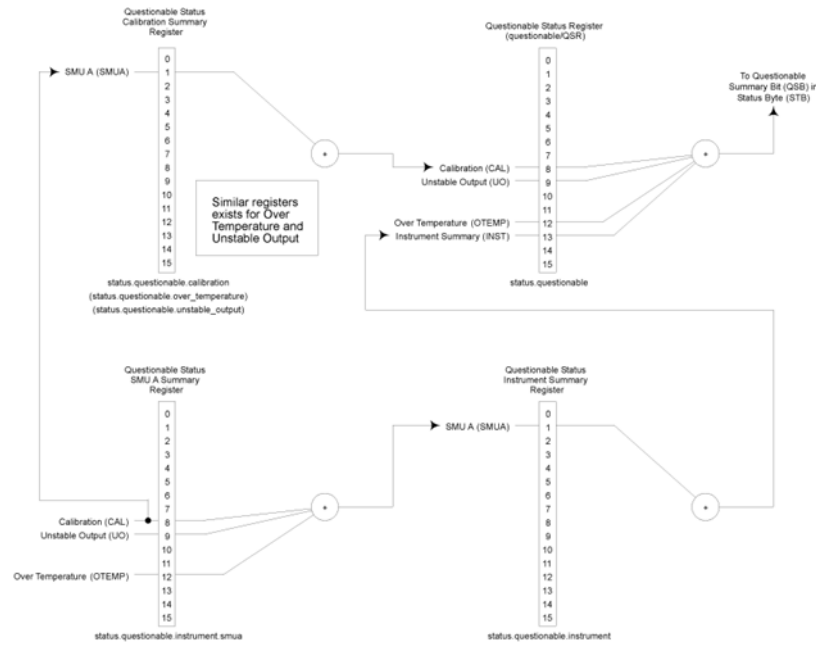 Questionable Status
Calibration Summary
Register
0
1
2
3
4
5
6
7
8
9
10
11
12
13
14
15
SMU A (SMUA)
Similar registers
exists for Over
Temperature and
Unstable Output
status.questionable.calibration
(status.questionable.over_temperature)
(status.questionable.unstable_output)
Questionable Status Register
(questionable/QSR)
0
1
2
3
4
5
6
7
8
9
10
11
12
13
14
15
Calibration (CAL)
Unstable Output (UO)
Over Temperature (OTEMP)
Instrument Summary (INST)
status.questionable
To Questionable
Summary Bit (QSB) in
Status Byte (STB)
Questionable Status
SMU A Summary
Register
0
1
2
3
4
5
6
7
8
9
10
11
12
13
14
15
Calibration (CAL)
Unstable Output (UO)
Over Temperature (OTEMP)
status.questionable.instrument.smua
Questionable Status
Instrument Summary
Register
0
1
2
3
4
5
6
7
8
9
10
11
12
13
14
15
SMU A (SMUA)
status.questionable.instrument
+
+
+
+